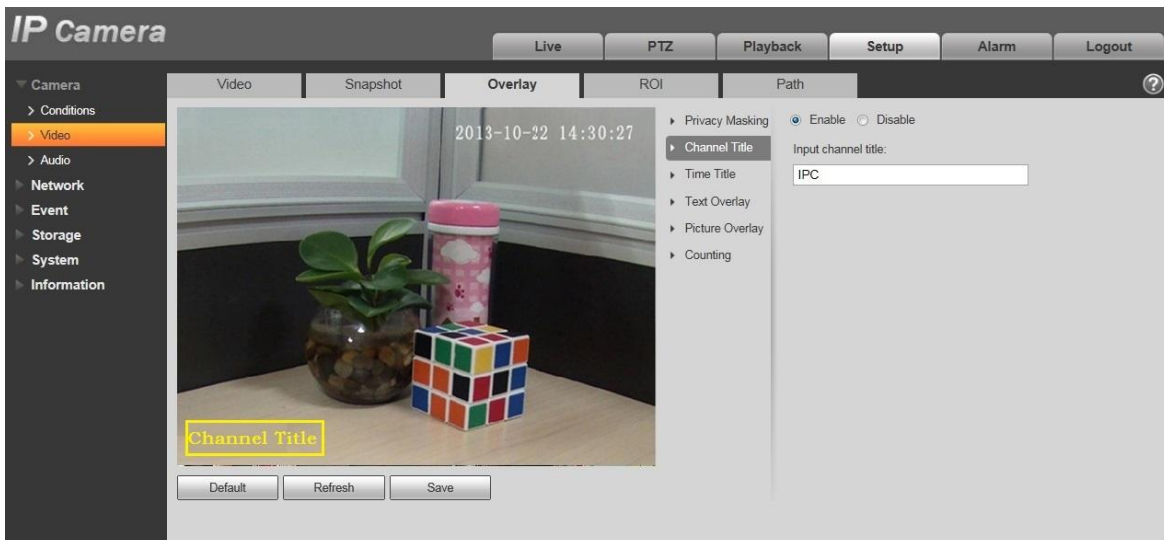 IP Camera
Live PTZ Playback Setup Alarm Logout
Camera
> Conditions
> Video
> Audio
Network
Event
Storage
System
Information
Video Snapshot Overlay ROI Path
?
2013-10-22 14:30:27
Channel Title
Default Refresh Save
Privacy Masking
Channel Title
Time Title
Text Overlay
Picture Overlay
Counting
Enable Disable
Input channel title:
IPC